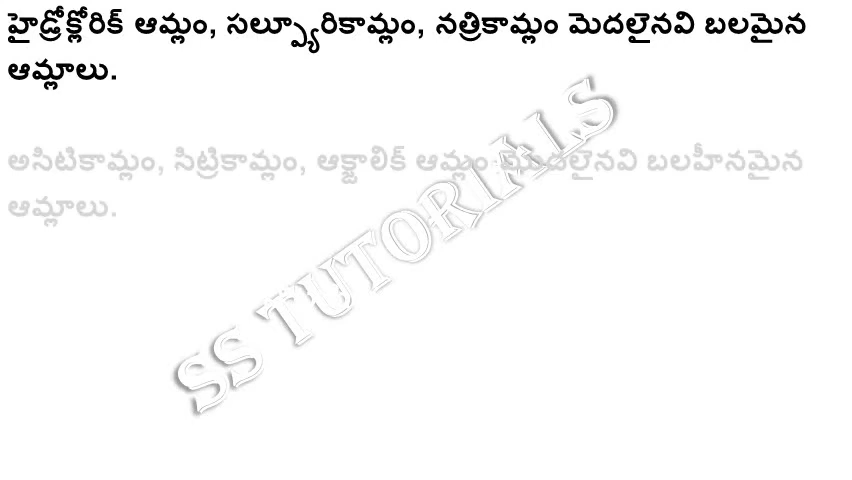 హైడ్రోక్లోరిక్ ఆమ్లం, సల్ఫ్యూరికామ్లం, నత్రికామ్లం మెదలైనవి బలమైన
ఆమ్లాలు.
అసిటికామ్లం, సిట్రికామ్లం, ఆక్జాలిక్ ఆమ్లం మెదలైనవి బలహీనమైన
ఆమ్లాలు.
SS TUTORIALS